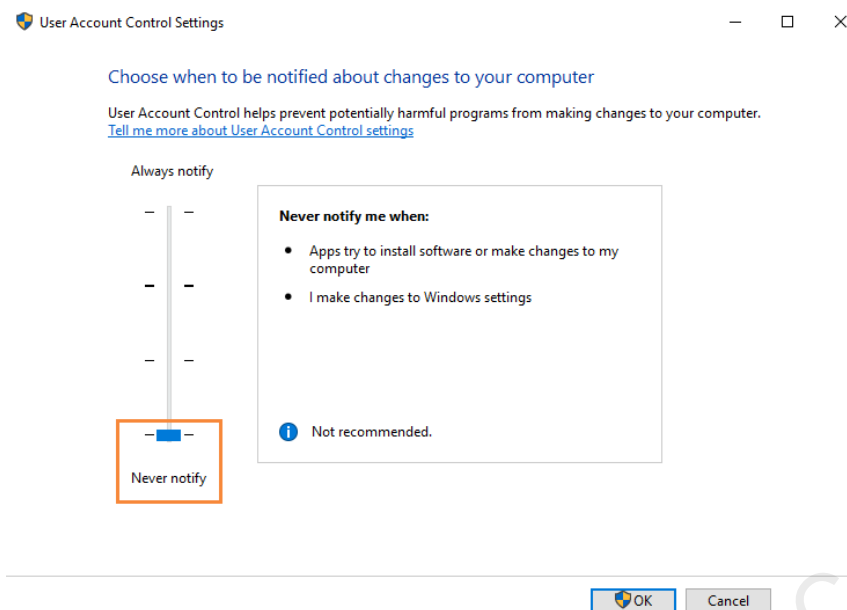 User Account Control Settings
Choose when to be notified about changes to your computer
User Account Control helps prevent potentially harmful programs from making changes to your computer.
Tell me more about User Account Control settings
Always notify
Never notify me when:
Apps try to install software or make changes to my
computer
I make changes to Windows settings
Not recommended.
Never notify
OK
Cancel